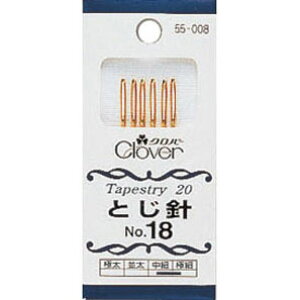 55-008
クロバー
Clover
Tapestry 20
とじ針
No.18
極太 並太 中細 極細